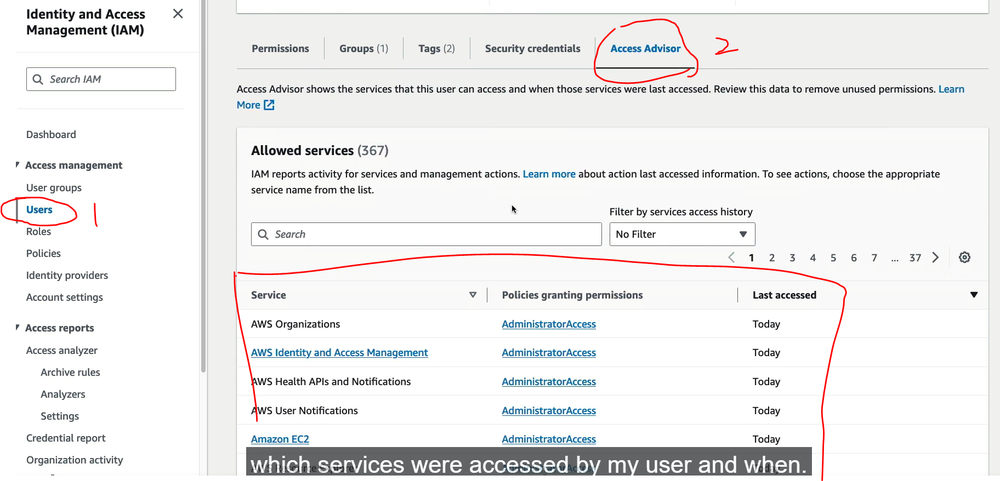 Identity and Access
Management (IAM)
Search IAM
Dashboard
Access management
User groups
Users
1
Roles
Policies
Identity providers
Account settings
Access reports
Access analyzer
Archive rules
Analyzers
Settings
Credential report
Organization activity
Permissions Groups (1) Tags (2) Security credentials Access Advisor 2
Access Advisor shows the services that this user can access and when those services were last accessed. Review this data to remove unused permissions. Learn
More
Allowed services (367)
IAM reports activity for services and management actions. Learn more about action last accessed information. To see actions, choose the appropriate
service name from the list.
Filter by services access history
Search No Filter
1 2 3 4 5 6 7 ... 37
Service Policies granting permissions Last accessed
AWS Organizations AdministratorAccess Today
AWS Identity and Access Management AdministratorAccess Today
AWS Health APIs and Notifications AdministratorAccess Today
AWS User Notifications AdministratorAccess Today
Amazon EC2 AdministratorAccess Today
AWS Resource Explorer AdministratorAccess Today
which services were accessed by my user and when.